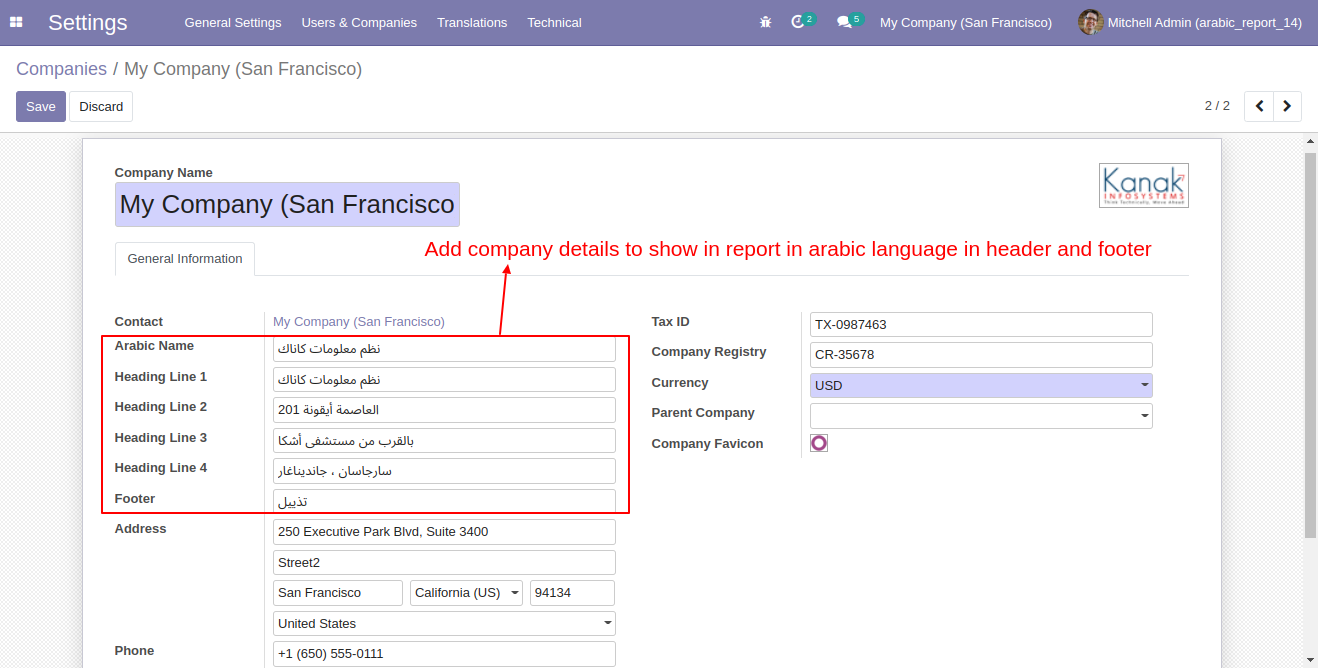 Settings General Settings Users & Companies Translations Technical 2 5 My Company (San Francisco) Mitchell Admin (arabic_report_14)
Companies / My Company (San Francisco)
Save Discard 2 / 2
Company Name
My Company (San Francisco
Kanak
INFOSYSTEMS
Think Technically, Move Ahead
Add company details to show in report in arabic language in header and footer
General Information
Contact My Company (San Francisco)
Arabic Name نظم معلومات كاناك
Heading Line 1 نظم معلومات كاناك
Heading Line 2 العاصمة أيقونة 201
Heading Line 3 بالقرب من مستشفى أشكا
Heading Line 4 سارجاسان ، جانديناغار
Footer تذييل
Address 250 Executive Park Blvd, Suite 3400
Street2
San Francisco California (US) 94134
United States
Phone +1 (650) 555-0111
Tax ID TX-0987463
Company Registry CR-35678
Currency USD
Parent Company
Company Favicon